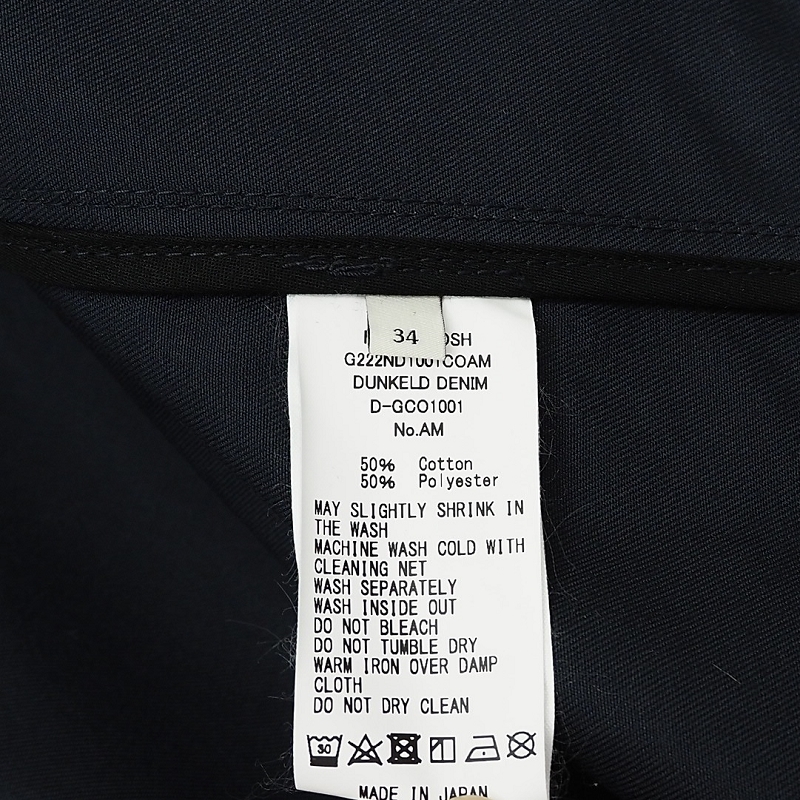 34
G222ND1001COAM
DUNKELD DENIM
D-GCO1001
No.AM
50% Cotton
50% Polyester
MAY SLIGHTLY SHRINK IN
THE WASH
MACHINE WASH COLD WITH
CLEANING NET
WASH SEPARATELY
WASH INSIDE OUT
DO NOT BLEACH
DO NOT TUMBLE DRY
WARM IRON OVER DAMP
CLOTH
DO NOT DRY CLEAN
30
MADE IN JAPAN